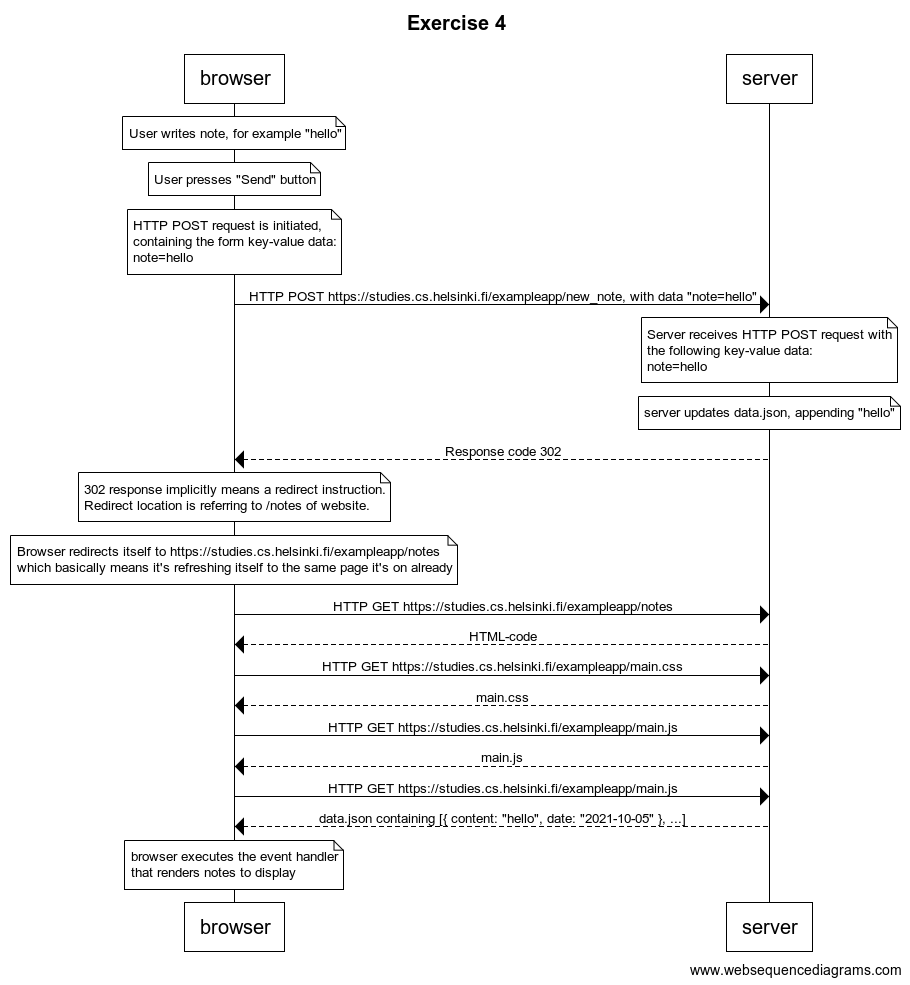 Exercise 4
browser
server
User writes note, for example "hello"
User presses "Send" button
HTTP POST request is initiated,
containing the form key-value data:
note=hello
HTTP POST https://studies.cs.helsinki.fi/exampleapp/new_note, with data "note=hello"
Server receives HTTP POST request with
the following key-value data:
note=hello
server updates data.json, appending "hello"
Response code 302
302 response implicitly means a redirect instruction.
Redirect location is referring to /notes of website.
Browser redirects itself to https://studies.cs.helsinki.fi/exampleapp/notes
which basically means it's refreshing itself to the same page it's on already
HTTP GET https://studies.cs.helsinki.fi/exampleapp/notes
HTML-code
HTTP GET https://studies.cs.helsinki.fi/exampleapp/main.css
main.css
HTTP GET https://studies.cs.helsinki.fi/exampleapp/main.js
main.js
HTTP GET https://studies.cs.helsinki.fi/exampleapp/main.js
data.json containing [{ content: "hello", date: "2021-10-05" }, ...]
browser executes the event handler
that renders notes to display
browser
server
www.websequencediagrams.com